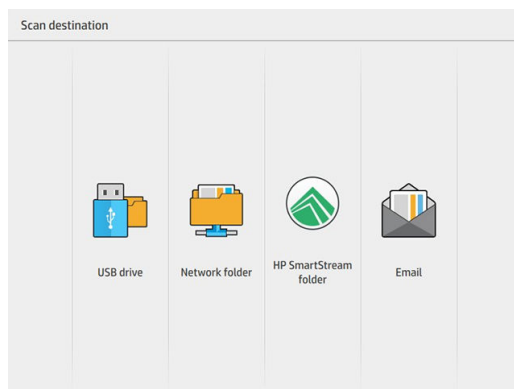 Scan destination
USB drive
Network folder
HP SmartStream
folder
Email